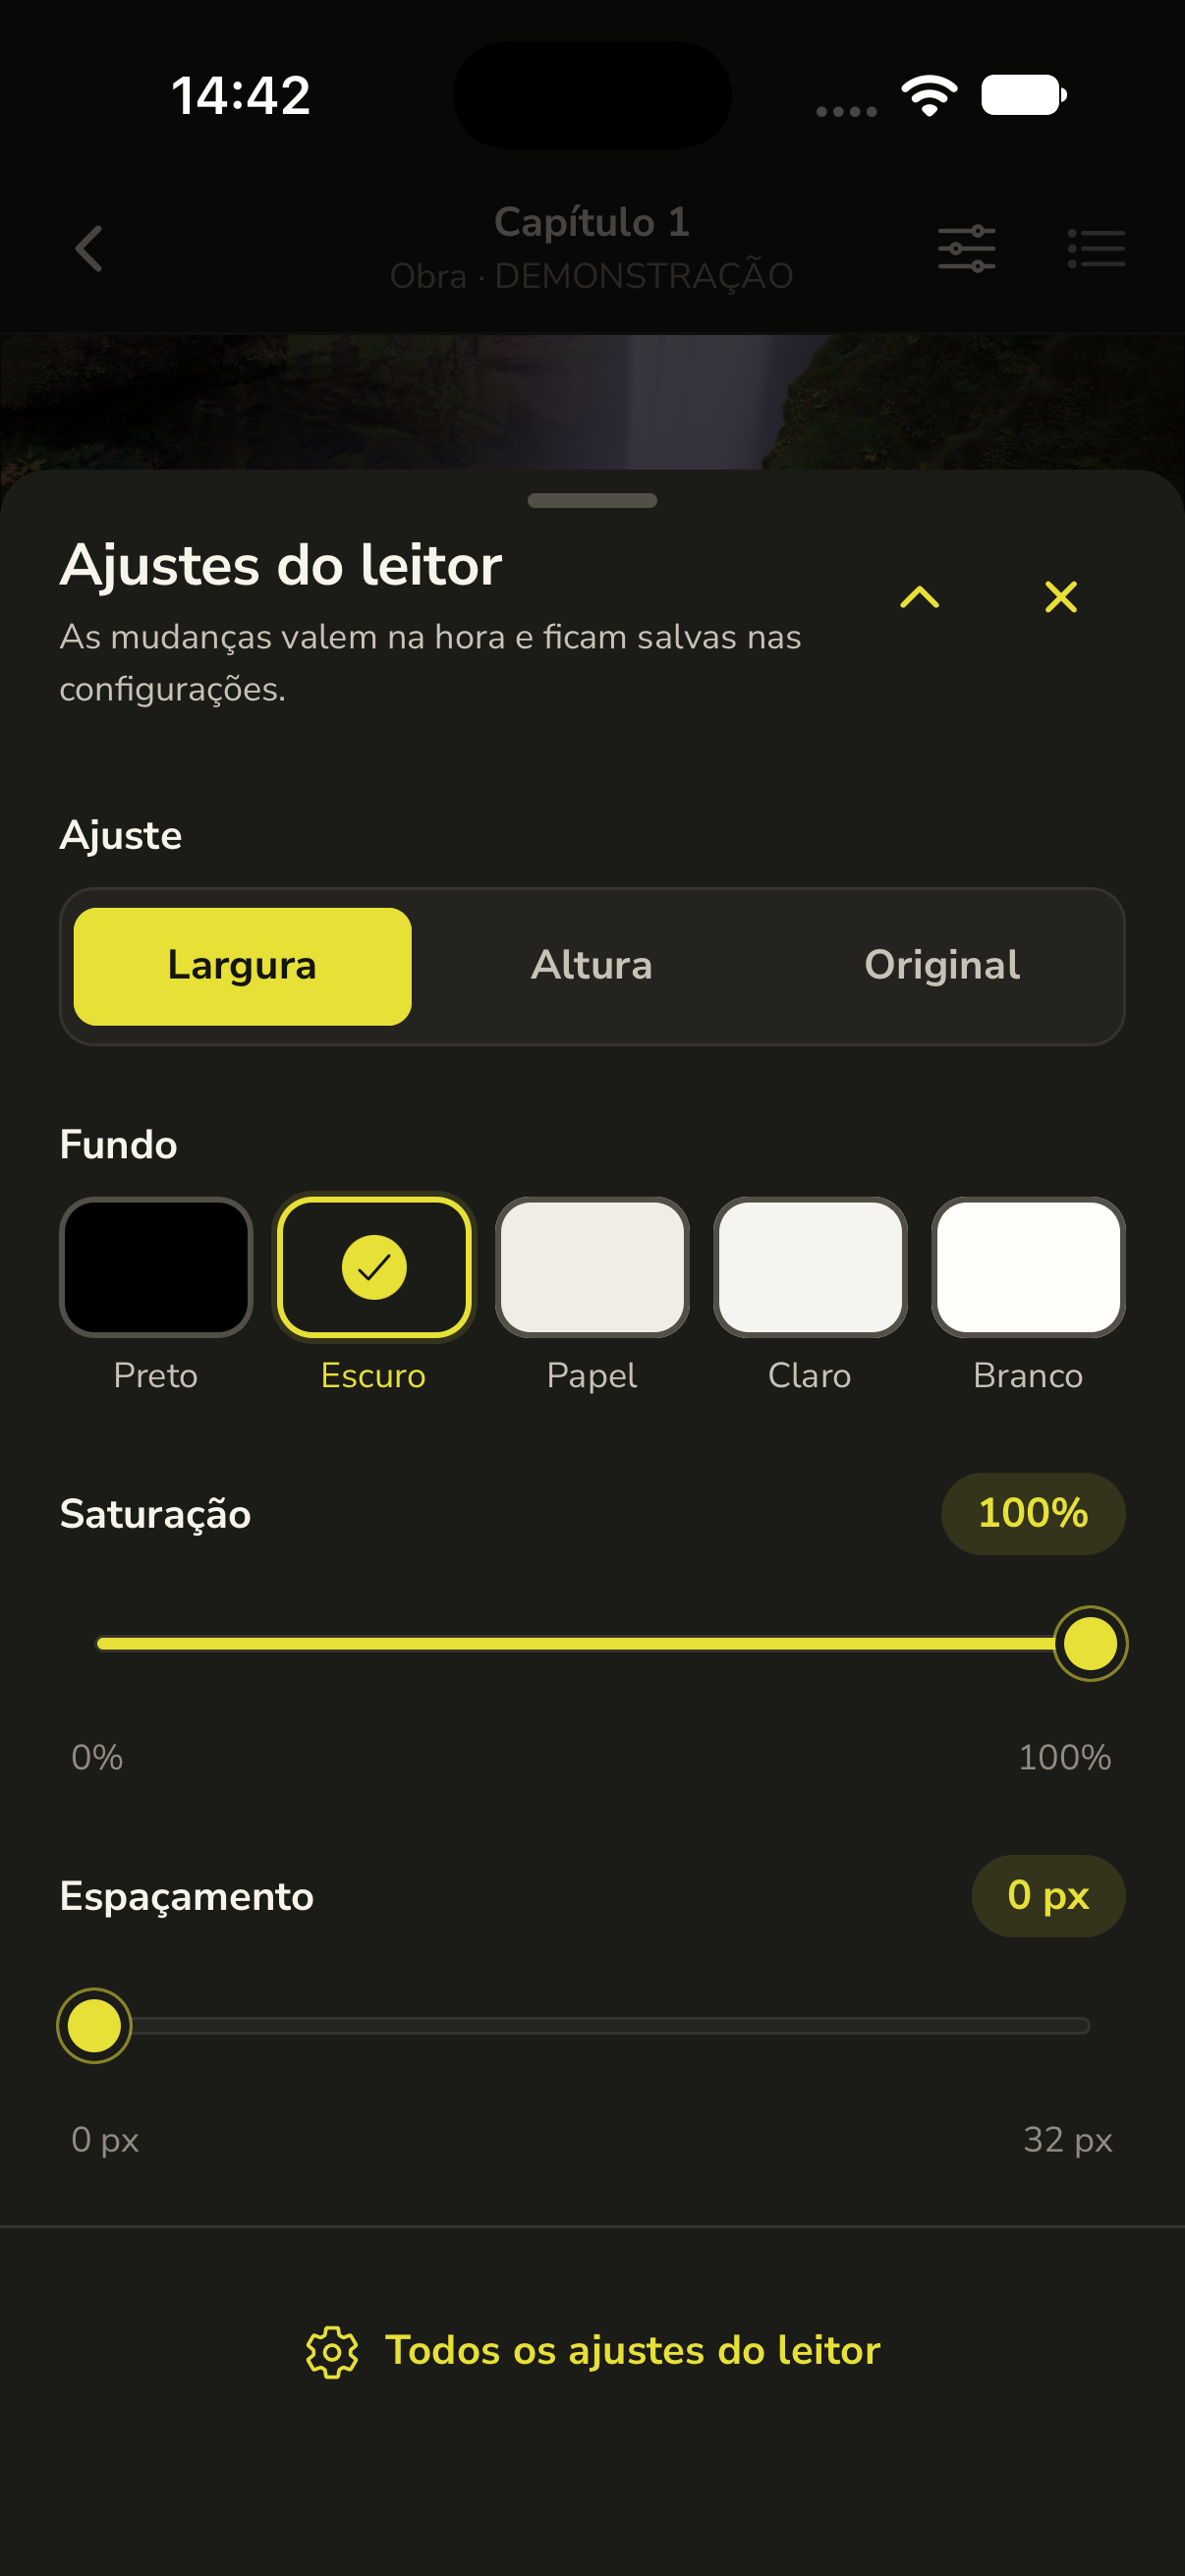 14:42
Capítulo 1
Obra · DEMONSTRAÇÃO
Ajustes do leitor
As mudanças valem na hora e ficam salvas nas
configurações.
Ajuste
Largura Altura Original
Fundo
Preto Escuro Papel Claro Branco
Saturação 100%
0% 100%
Espaçamento 0 px
0 px 32 px
Todos os ajustes do leitor